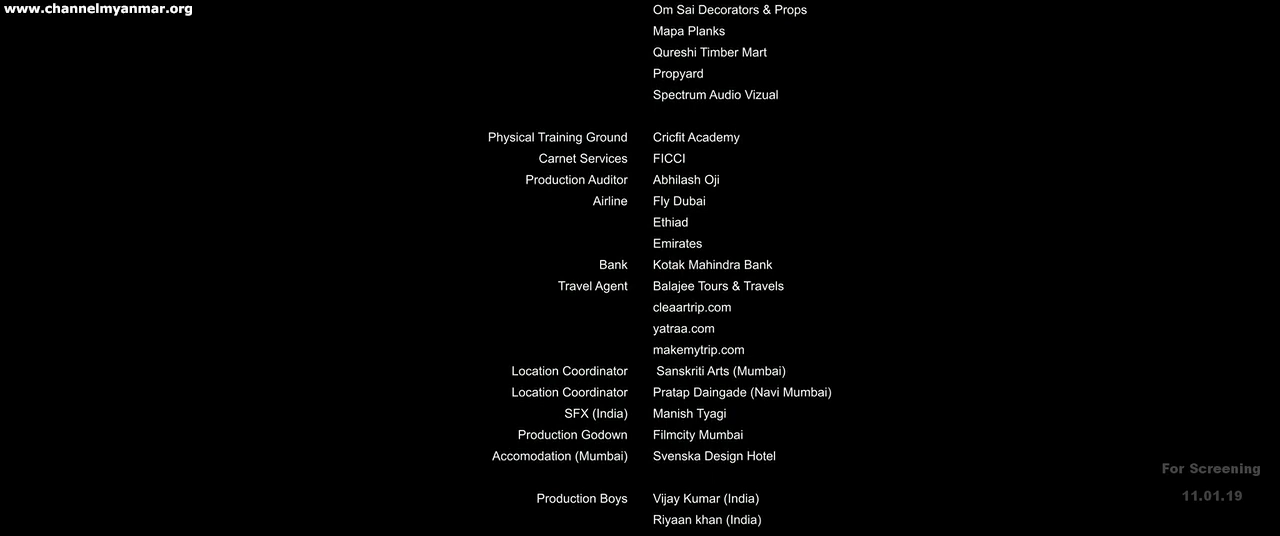 www.channelmyanmar.org
Om Sai Decorators & Props
Mapa Planks
Qureshi Timber Mart
Propyard
Spectrum Audio Vizual
Physical Training Ground Cricfit Academy
Carnet Services FICCI
Production Auditor Abhilash Oji
Airline Fly Dubai
Ethiad
Emirates
Bank Kotak Mahindra Bank
Travel Agent Balajee Tours & Travels
cleaartrip.com
yatraa.com
makemytrip.com
Location Coordinator Sanskriti Arts (Mumbai)
Location Coordinator Pratap Daingade (Navi Mumbai)
SFX (India) Manish Tyagi
Production Godown Filmcity Mumbai
Accomodation (Mumbai) Svenska Design Hotel
Production Boys Vijay Kumar (India)
Riyaan khan (India)
For Screening
11.01.19